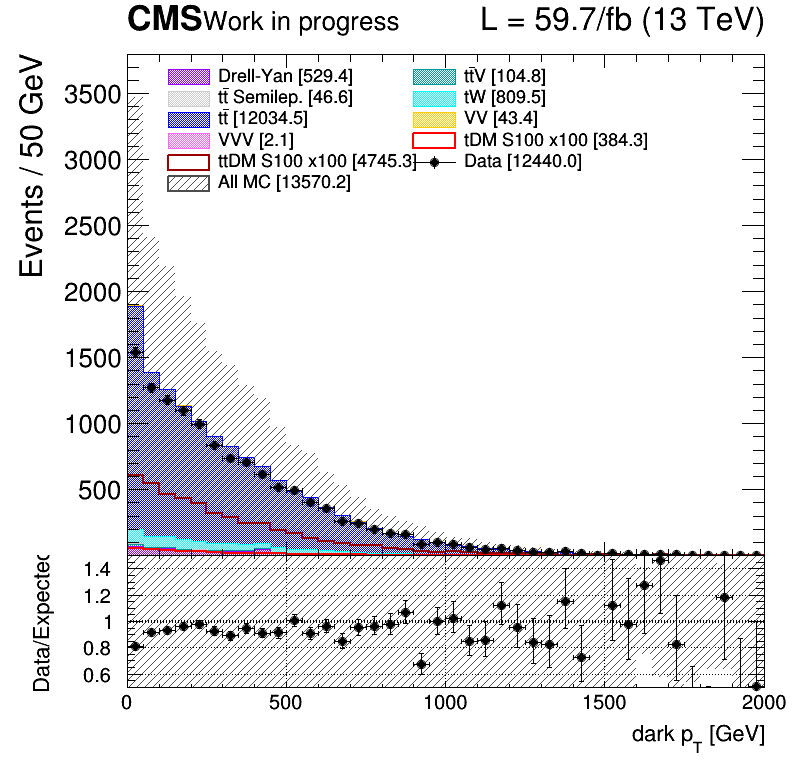 CMS Work in progress L = 59.7/fb (13 TeV)
Events / 50 GeV
3500
3000
2500
2000
1500
1000
500
Drell-Yan [529.4]
tt̄V [104.8]
tt̄ Semilep. [46.6]
tW [809.5]
tt̄ [12034.5]
VV [43.4]
VVV [2.1]
tDM S100 x100 [384.3]
ttDM S100 x100 [4745.3]
Data [12440.0]
All MC [13570.2]
Data/Expected
1.4
1.2
1
0.8
0.6
0 500 1000 1500 2000
dark p_T [GeV]